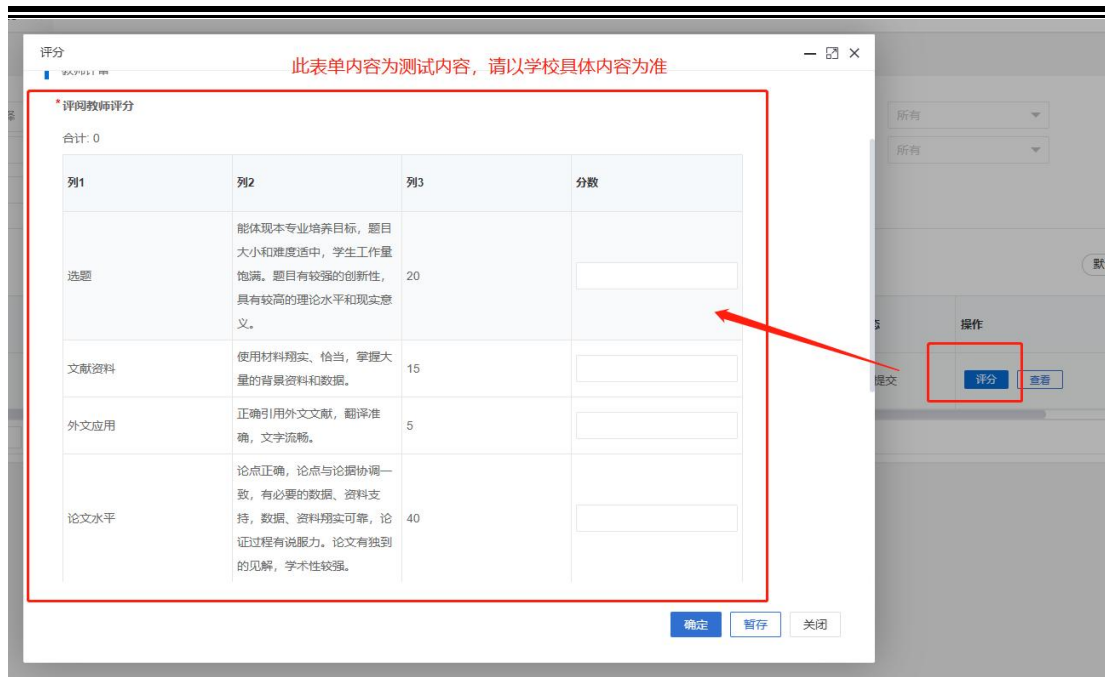 评分
此表单内容为测试内容，请以学校具体内容为准
教师评审
*评阅教师评分
合计: 0
列1 列2 列3 分数
选题
能体现本专业培养目标，题目
大小和难度适中，学生工作量
饱满。题目有较强的创新性，
具有较高的理论水平和现实意
义。
20
文献资料
使用材料翔实、恰当，掌握大
量的背景资料和数据。
15
外文应用
正确引用外文文献，翻译准
确，文字流畅。
5
论文水平
论点正确，论点与论据协调一
致，有必要的数据、资料支
持，数据、资料翔实可靠，论
证过程有说服力。论文有独到
的见解，学术性较强。
40
确定 暂存 关闭
所有
所有
默
操作
提交
评分 查看